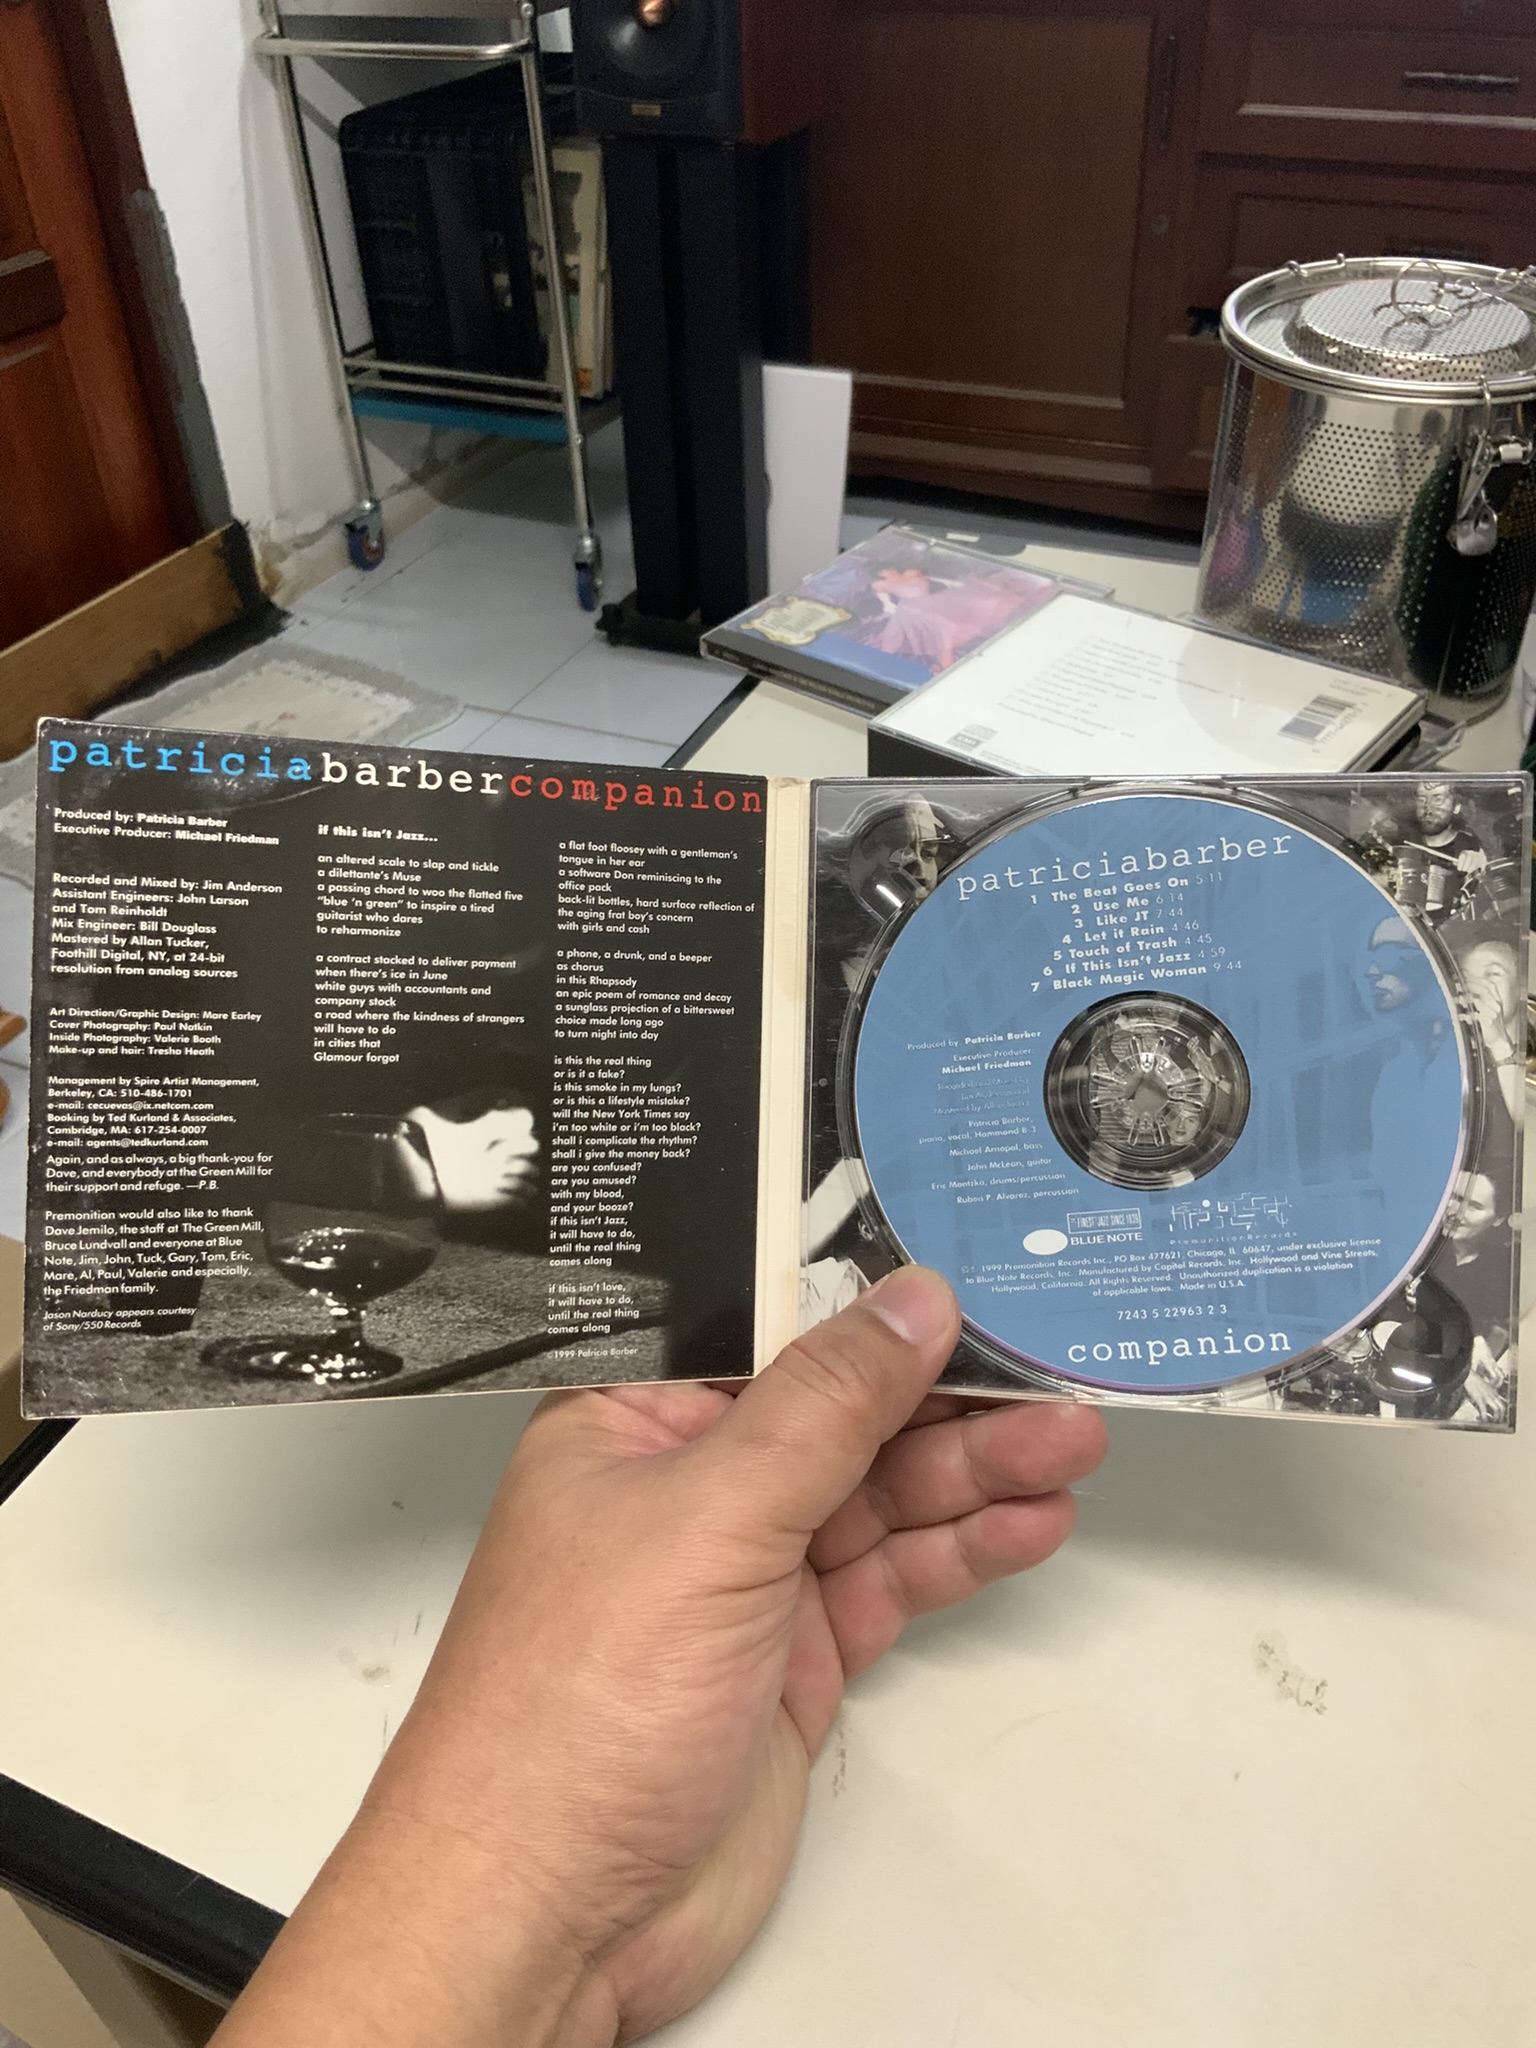 patriciabarbercompanion
Produced by: Patricia Barber
Executive Producer: Michael Friedman
Recorded and Mixed by: Jim Anderson
Assistant Engineers: John Larson
and Tom Reinholdt
Mix Engineer: Bill Douglass
Mastered by Allan Tucker,
Foothill Digital, NY, at 24-bit
resolution from analog sources
Art Direction/Graphic Design: Mare Earley
Cover Photography: Paul Natkin
Inside Photography: Valerie Booth
Make-up and hair: Tresha Heath
Management by Spire Artist Management,
Berkeley, CA: 510-486-1701
e-mail: cecuevas@ix.netcom.com
Booking by Ted Kurland & Associates,
Cambridge, MA: 617-254-0007
e-mail: agents@tedkurland.com
Again, and as always, a big thank-you for
Dave, and everybody at the Green Mill for
their support and refuge. —P.B.
Premonition would also like to thank
Dave Jemilo, the staff at The Green Mill,
Bruce Lundvall and everyone at Blue
Note, Jim, John, Tuck, Gary, Tom, Eric,
Mare, Al, Paul, Valerie and especially,
the Friedman family.
Jason Narducy appears courtesy
of Sony/550 Records
if this isn't Jazz...
an altered scale to slap and tickle
a dilettante's Muse
a passing chord to woo the flatted five
"blue 'n green" to inspire a tired
guitarist who dares
to reharmonize
a contract stacked to deliver payment
when there's ice in June
white guys with accountants and
company stock
a road where the kindness of strangers
will have to do
in cities that
Glamour forgot
a flat foot floosey with a gentleman's
tongue in her ear
a software Don reminiscing to the
office pack
back-lit bottles, hard surface reflection of
the aging frat boy's concern
with girls and cash
a phone, a drunk, and a beeper
as chorus
in this Rhapsody
an epic poem of romance and decay
a sunglass projection of a bittersweet
choice made long ago
to turn night into day
is this the real thing
or is it a fake?
is this smoke in my lungs?
or is this a lifestyle mistake?
will the New York Times say
i'm too white or i'm too black?
shall i complicate the rhythm?
shall i give the money back?
are you confused?
are you amused?
with my blood,
and your booze?
if this isn't Jazz,
it will have to do,
until the real thing
comes along
if this isn't love,
it will have to do,
until the real thing
comes along
©1999 Patricia Barber
patriciabarber
1 The Beat Goes On 5:11
2 Use Me 6:14
3 Like JT 7:44
4 Let it Rain 4:46
5 Touch of Trash 4:45
6 If This Isn't Jazz 4:59
7 Black Magic Woman 9:44
Produced by: Patricia Barber
Executive Producer:
Michael Friedman
Recorded and Mixed by:
Jim Anderson
Mastered by Allan Tucker
Patricia Barber,
piano, vocal, Hammond B-3
Michael Arnopol, bass
John McLean, guitar
Eric Montzka, drums/percussion
Ruben P. Alvarez, percussion
THE FINEST IN JAZZ SINCE 1939
BLUE NOTE
Premonition Records
1999 Premonition Records Inc., PO Box 477621, Chicago, IL 60647, under exclusive license
to Blue Note Records, Inc. Manufactured by Capitol Records, Inc. Hollywood and Vine Streets,
Hollywood, California. All Rights Reserved. Unauthorized duplication is a violation
of applicable laws. Made in U.S.A.
7243 5 22963 2 3
companion